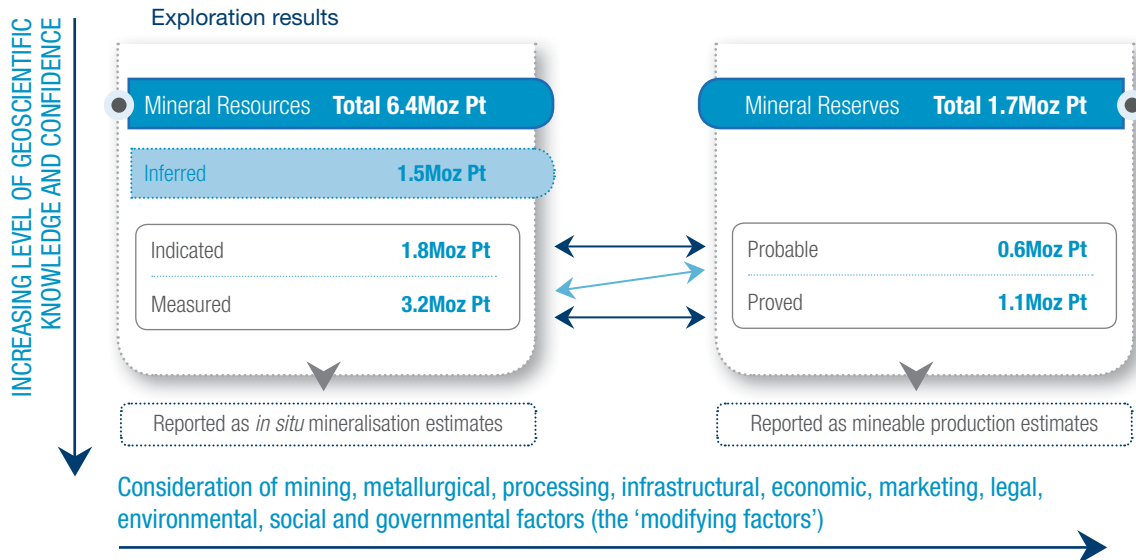 INCREASING LEVEL OF GEOSCIENTIFIC
KNOWLEDGE AND CONFIDENCE
Exploration results
Mineral Resources Total 6.4Moz Pt
Inferred 1.5Moz Pt
Indicated 1.8Moz Pt
Measured 3.2Moz Pt
Reported as in situ mineralisation estimates
Mineral Reserves Total 1.7Moz Pt
Probable 0.6Moz Pt
Proved 1.1Moz Pt
Reported as mineable production estimates
Consideration of mining, metallurgical, processing, infrastructural, economic, marketing, legal,
environmental, social and governmental factors (the ‘modifying factors’)